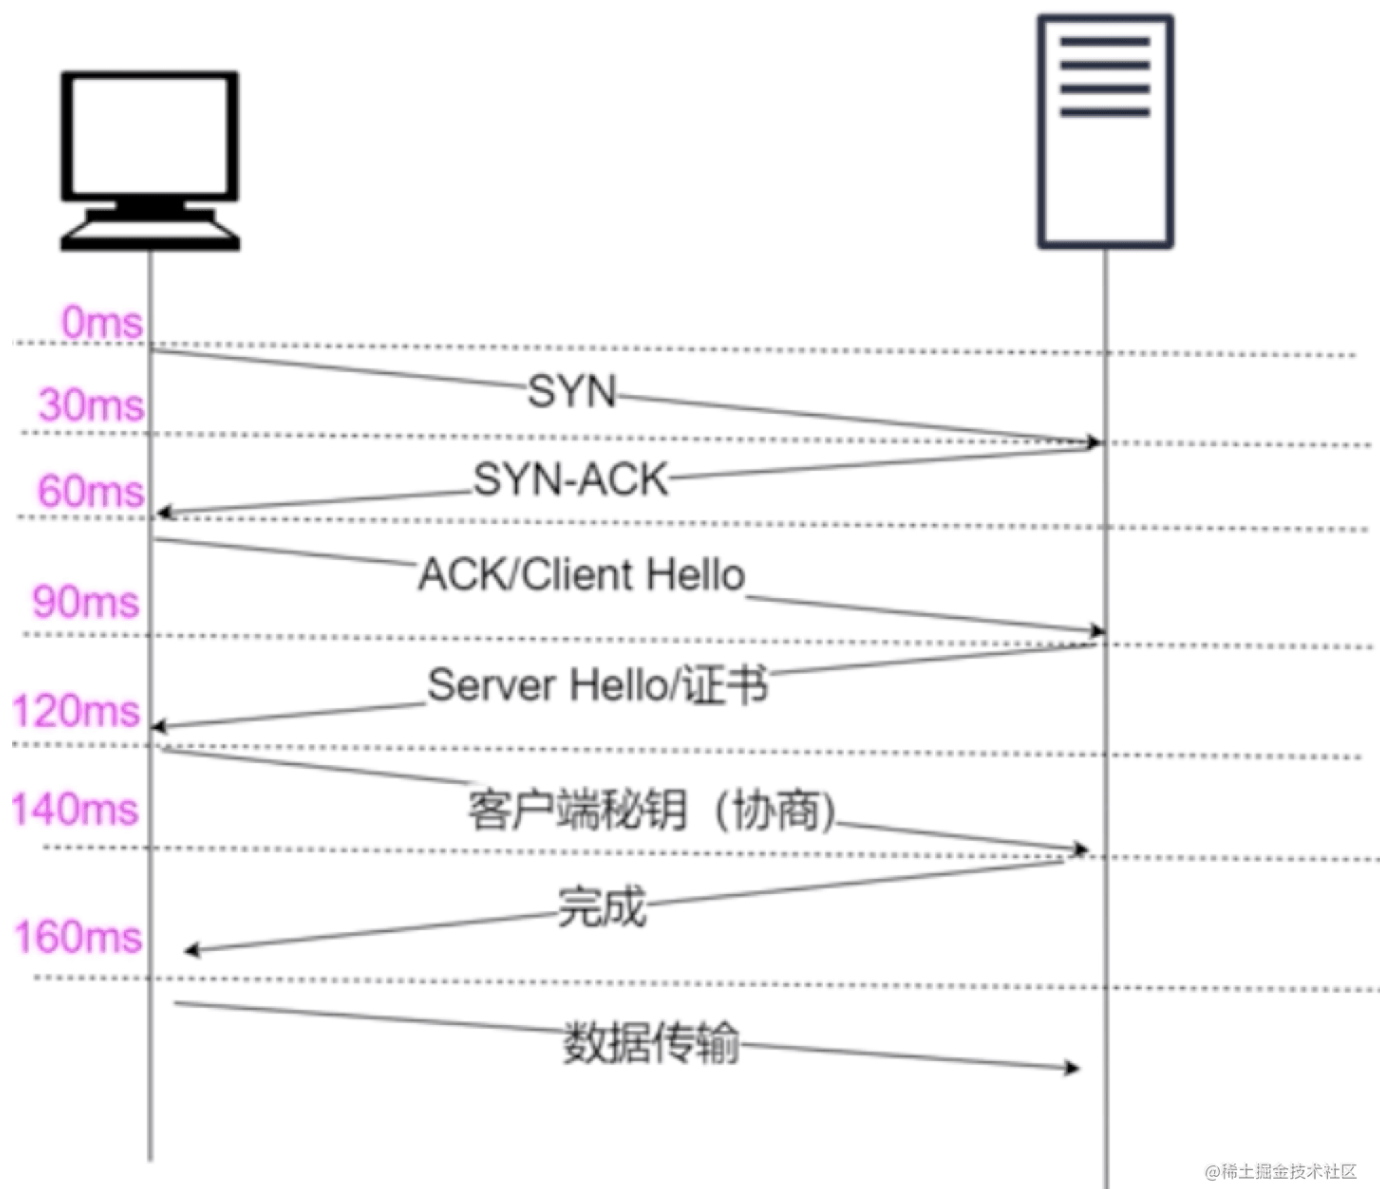 0ms
SYN
30ms
SYN-ACK
60ms
ACK/Client Hello
90ms
Server Hello/证书
120ms
客户端秘钥（协商)
140ms
完成
160ms
数据传输
@稀土掘金技术社区